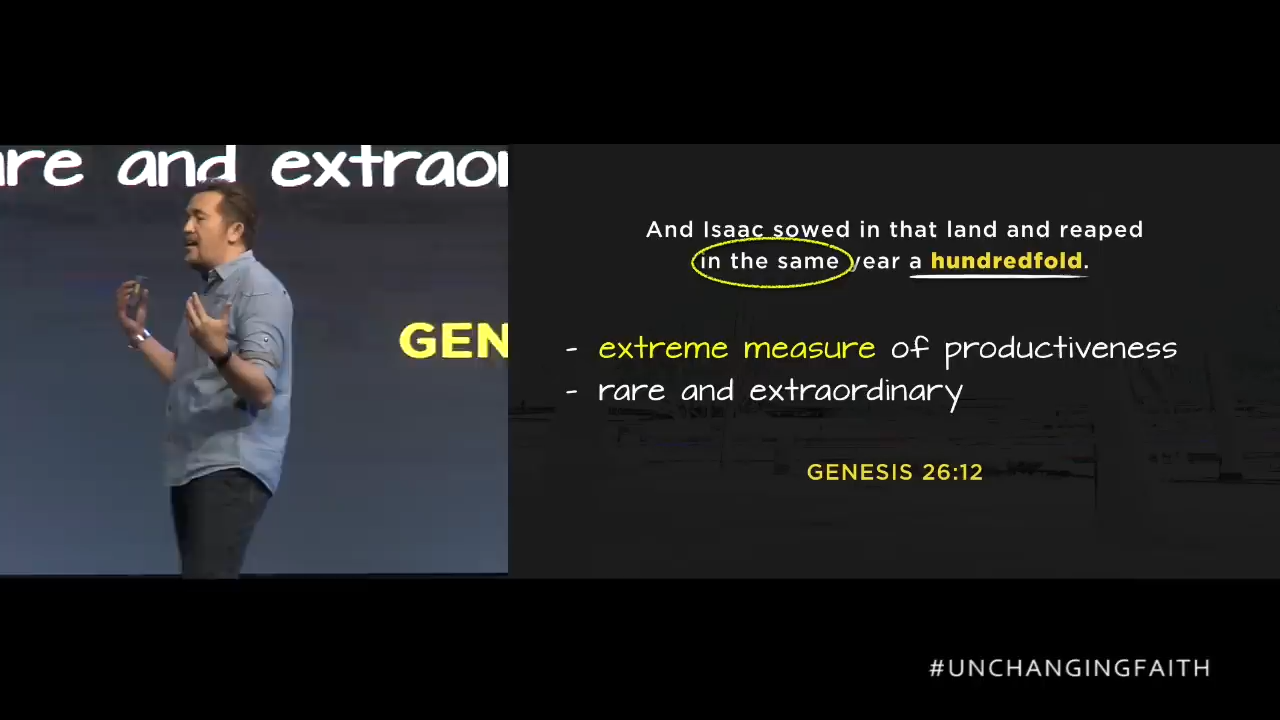 are and extraor
GEN
And Isaac sowed in that land and reaped
in the same year a hundredfold.
- extreme measure of productiveness
- rare and extraordinary
GENESIS 26:12
#UNCHANGINGFAITH